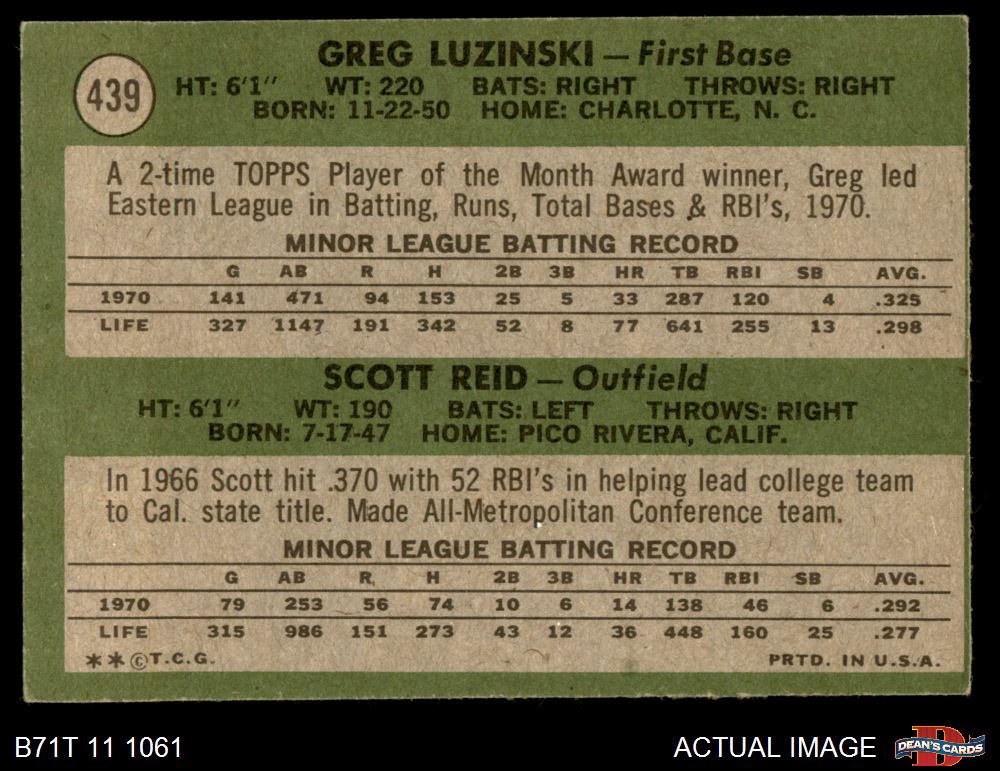 439
GREG LUZINSKI — First Base
HT: 6'1" WT: 220 BATS: RIGHT THROWS: RIGHT
BORN: 11-22-50 HOME: CHARLOTTE, N. C.
A 2-time TOPPS Player of the Month Award winner, Greg led
Eastern League in Batting, Runs, Total Bases & RBI's, 1970.
MINOR LEAGUE BATTING RECORD
G AB R H 2B 3B HR TB RBI SB AVG.
1970 141 471 94 153 25 5 33 287 120 4 .325
LIFE 327 1147 191 342 52 8 77 641 255 13 .298
SCOTT REID — Outfield
HT: 6'1" WT: 190 BATS: LEFT THROWS: RIGHT
BORN: 7-17-47 HOME: PICO RIVERA, CALIF.
In 1966 Scott hit .370 with 52 RBI's in helping lead college team
to Cal. state title. Made All-Metropolitan Conference team.
MINOR LEAGUE BATTING RECORD
G AB R H 2B 3B HR TB RBI SB AVG.
1970 79 253 56 74 10 6 14 138 46 6 .292
LIFE 315 986 151 273 43 12 36 448 160 25 .277
**©T.C.G. PRTD. IN U.S.A.
B71T 11 1061 ACTUAL IMAGE DEAN'S CARDS